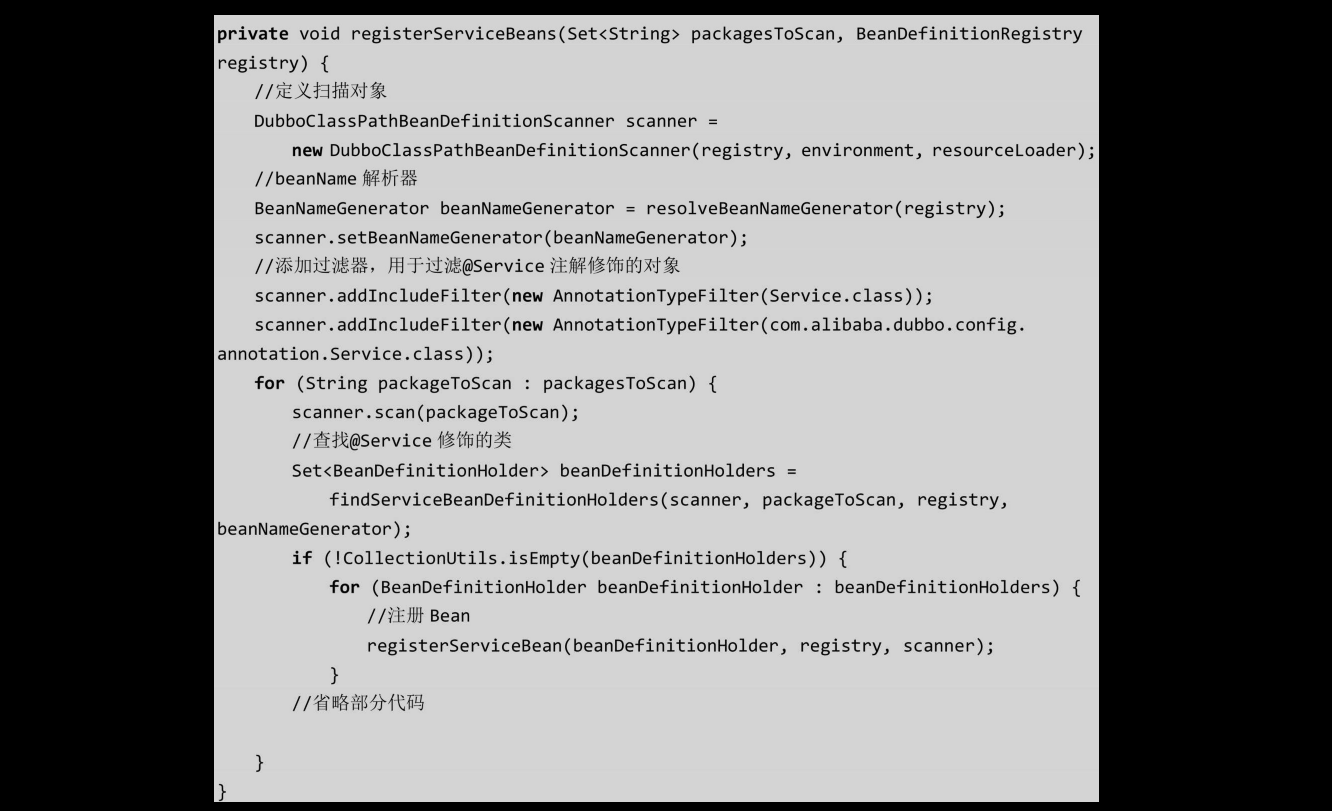 private void registerServiceBeans(Set<String> packagesToScan, BeanDefinitionRegistry
registry) {
//定义扫描对象
DubboClassPathBeanDefinitionScanner scanner =
new DubboClassPathBeanDefinitionScanner(registry, environment, resourceLoader);
//beanName 解析器
BeanNameGenerator beanNameGenerator = resolveBeanNameGenerator(registry);
scanner.setBeanNameGenerator(beanNameGenerator);
//添加过滤器，用于过滤@Service 注解修饰的对象
scanner.addIncludeFilter(new AnnotationTypeFilter(Service.class));
scanner.addIncludeFilter(new AnnotationTypeFilter(com.alibaba.dubbo.config.
annotation.Service.class));
for (String packageToScan : packagesToScan) {
scanner.scan(packageToScan);
//查找@Service 修饰的类
Set<BeanDefinitionHolder> beanDefinitionHolders =
findServiceBeanDefinitionHolders(scanner, packageToScan, registry,
beanNameGenerator);
if (!CollectionUtils.isEmpty(beanDefinitionHolders)) {
for (BeanDefinitionHolder beanDefinitionHolder : beanDefinitionHolders) {
//注册 Bean
registerServiceBean(beanDefinitionHolder, registry, scanner);
}
//省略部分代码
}
}